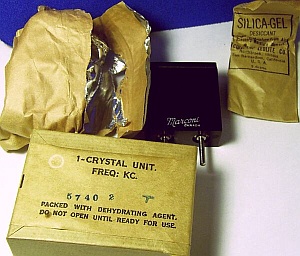 SILICA-GEL
DESICCANT
U.S.A.
Marconi
CANADA
1-CRYSTAL UNIT.
FREQ: KC.
5740 2 T
PACKED WITH DEHYDRATING AGENT.
DO NOT OPEN UNTIL READY FOR USE.